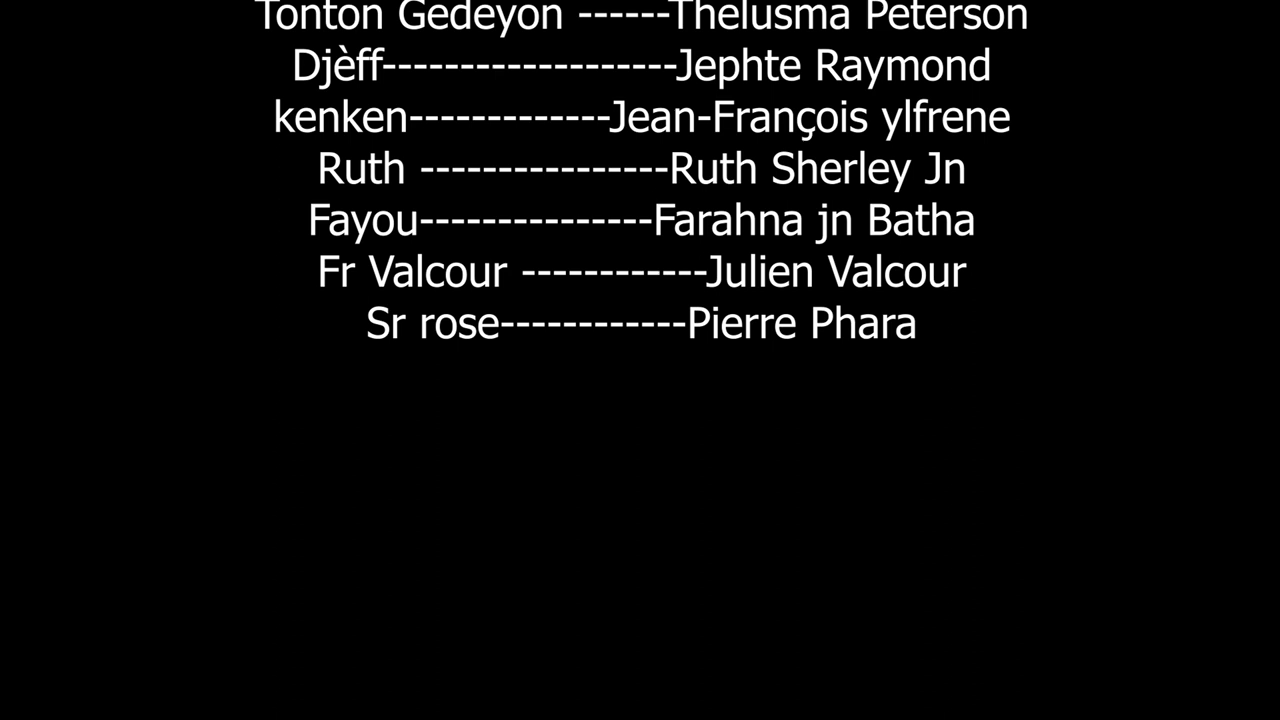 Tonton Gedeyon ------Thelusma Peterson
Djèff-------------------Jephte Raymond
kenken-------------Jean-François ylfrene
Ruth ----------------Ruth Sherley Jn
Fayou---------------Farahna jn Batha
Fr Valcour ------------Julien Valcour
Sr rose------------Pierre Phara